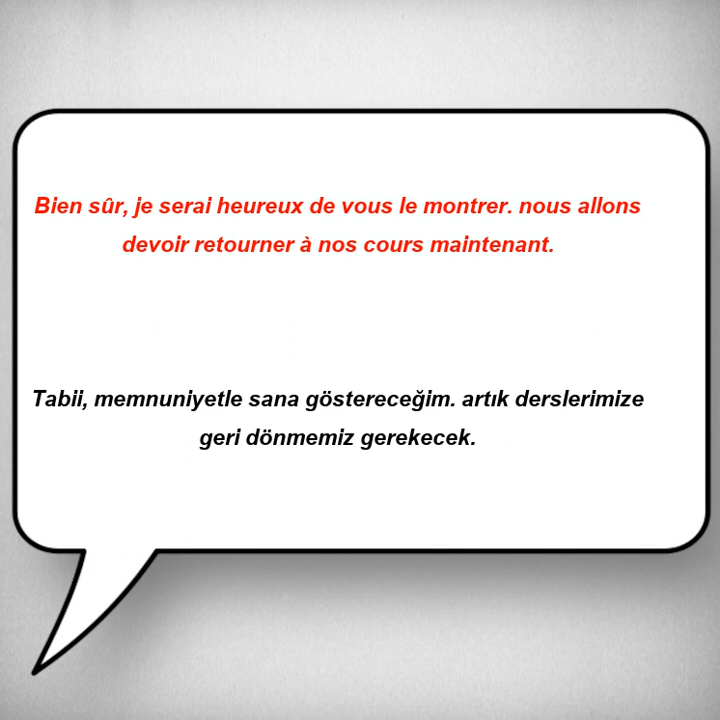 Bien sûr, je serai heureux de vous le montrer. nous allons
devoir retourner à nos cours maintenant.
Tabii, memnuniyetle sana göstereceğim. artık derslerimize
geri dönmemiz gerekecek.